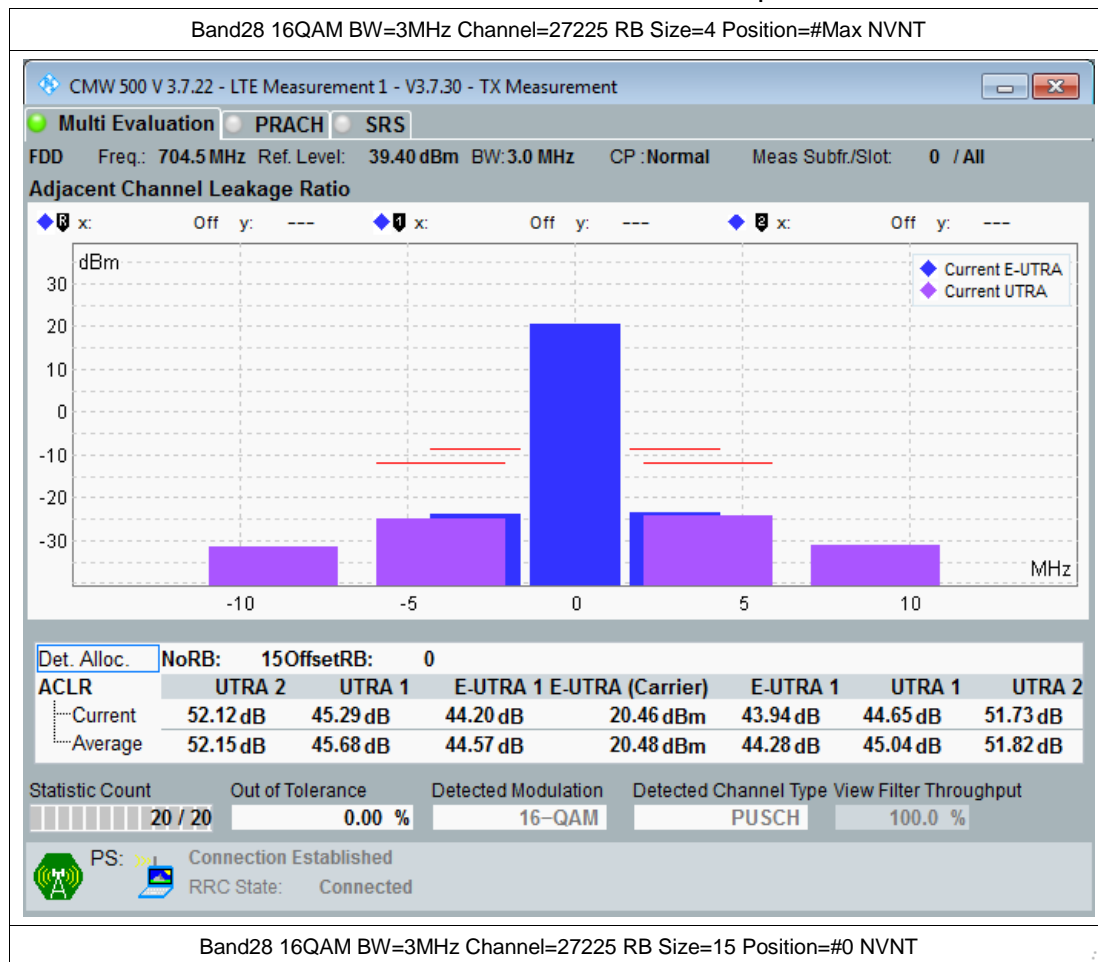 Band28 16QAM BW=3MHz Channel=27225 RB Size=4 Position=#Max NVNT
CMW 500 V 3.7.22 - LTE Measurement 1 - V3.7.30 - TX Measurement
Multi Evaluation PRACH SRS
FDD Freq.: 704.5 MHz Ref. Level: 39.40 dBm BW: 3.0 MHz CP : Normal Meas Subfr./Slot: 0 / All
Adjacent Channel Leakage Ratio
R x: Off y: --- 1 x: Off y: --- 2 x: Off y: ---
dBm
Current E-UTRA
Current UTRA
30
20
10
0
-10
-20
-30
MHz
-10 -5 0 5 10
Det. Alloc. NoRB: 15 OffsetRB: 0
ACLR UTRA 2 UTRA 1 E-UTRA 1 E-UTRA (Carrier) E-UTRA 1 UTRA 1 UTRA 2
Current 52.12 dB 45.29 dB 44.20 dB 20.46 dBm 43.94 dB 44.65 dB 51.73 dB
Average 52.15 dB 45.68 dB 44.57 dB 20.48 dBm 44.28 dB 45.04 dB 51.82 dB
Statistic Count Out of Tolerance Detected Modulation Detected Channel Type View Filter Throughput
20 / 20 0.00 % 16-QAM PUSCH 100.0 %
PS: Connection Established
RRC State: Connected
Band28 16QAM BW=3MHz Channel=27225 RB Size=15 Position=#0 NVNT